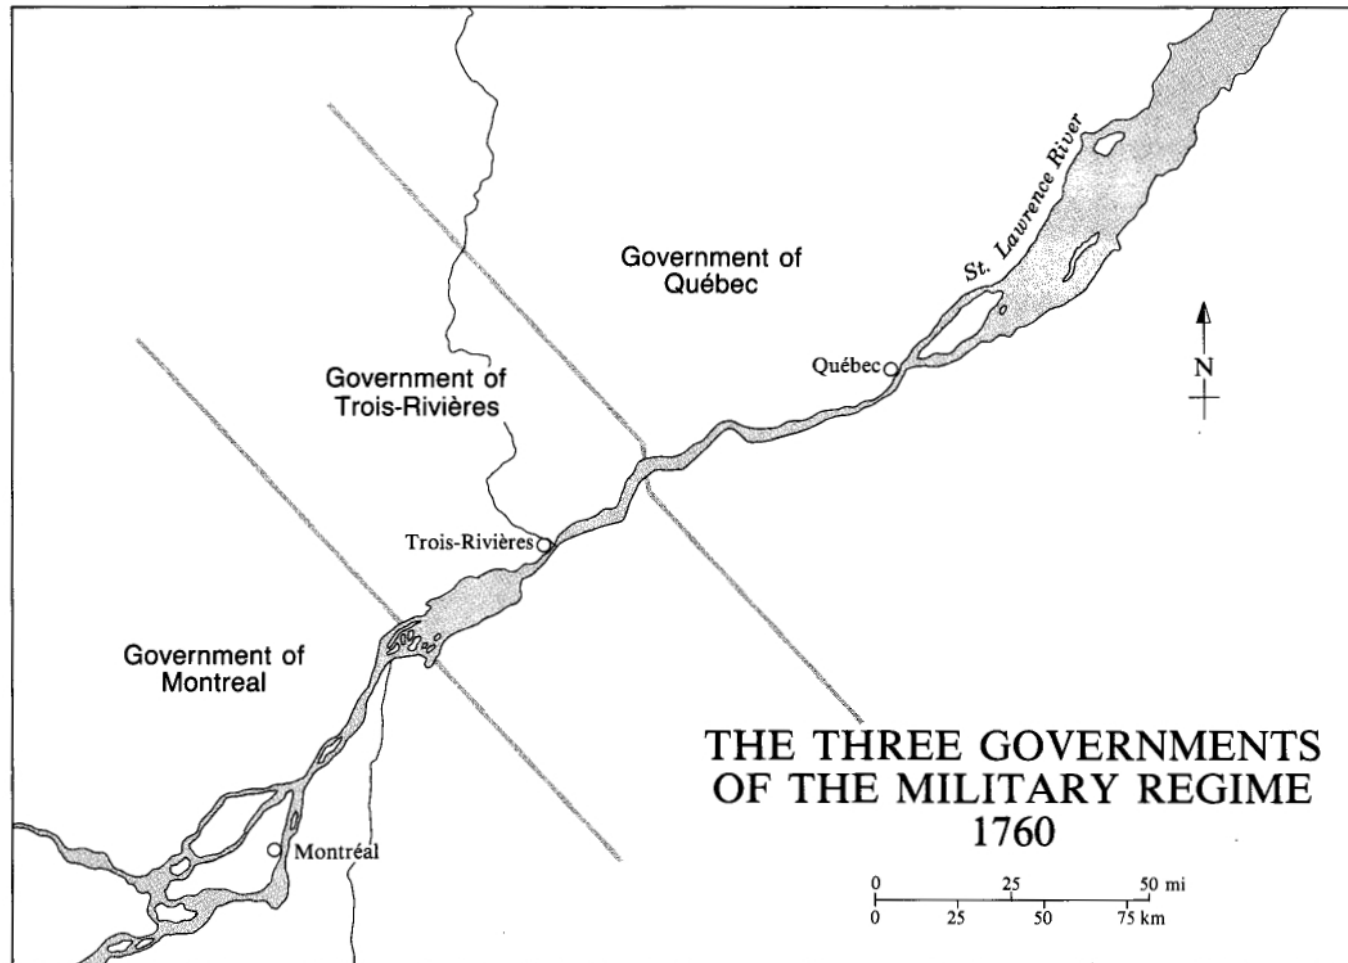 St. Lawrence River
Government of
Québec
Québec
N
Government of
Trois-Rivières
Trois-Rivières
Government of
Montreal
Montréal
THE THREE GOVERNMENTS
OF THE MILITARY REGIME
1760
0 25 50 mi
0 25 50 75 km